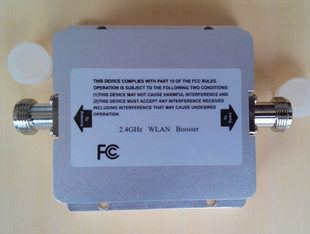 THIS DEVICE COMPLIES WITH PART 15 OF THE FCC RULES.
OPERATION IS SUBJECT TO THE FOLLOWING TWO CONDITIONS:
(1)THIS DEVICE MAY NOT CAUSE HARMFUL INTERFERENCE AND
(2)THIS DEVICE MUST ACCEPT ANY INTERFERENCE RECEIVED
INCLUDING INTERFERENCE THAT MAY CAUSE UNDESIRED
OPERATION
2.4GHz WLAN Booster
FC